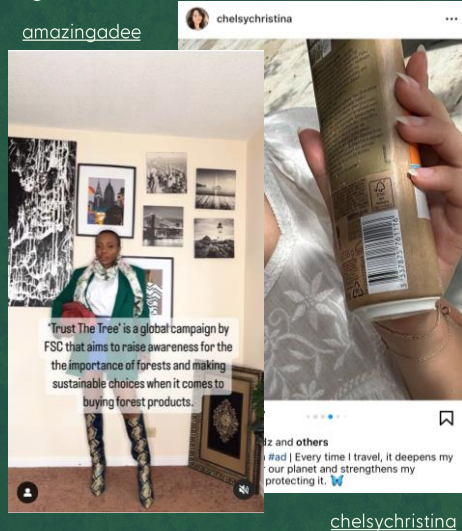 amazingadee
chelsychristina
'Trust The Tree' is a global campaign by
FSC that aims to raise awareness for the
the importance of forests and making
sustainable choices when it comes to
buying forest products.
FSC
dz and others
#ad | Every time I travel, it deepens my
our planet and strengthens my
protecting it. 🦋
chelsychristina